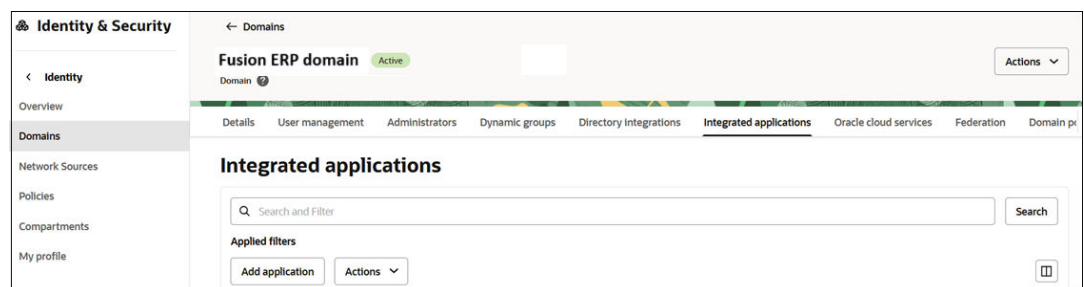 Identity & Security
Identity
Overview
Domains
Network Sources
Policies
Compartments
My profile
← Domains
Fusion ERP domain Active
Domain ?
Actions
Details User management Administrators Dynamic groups Directory integrations Integrated applications Oracle cloud services Federation Domain po
Integrated applications
Search and Filter Search
Applied filters
Add application Actions